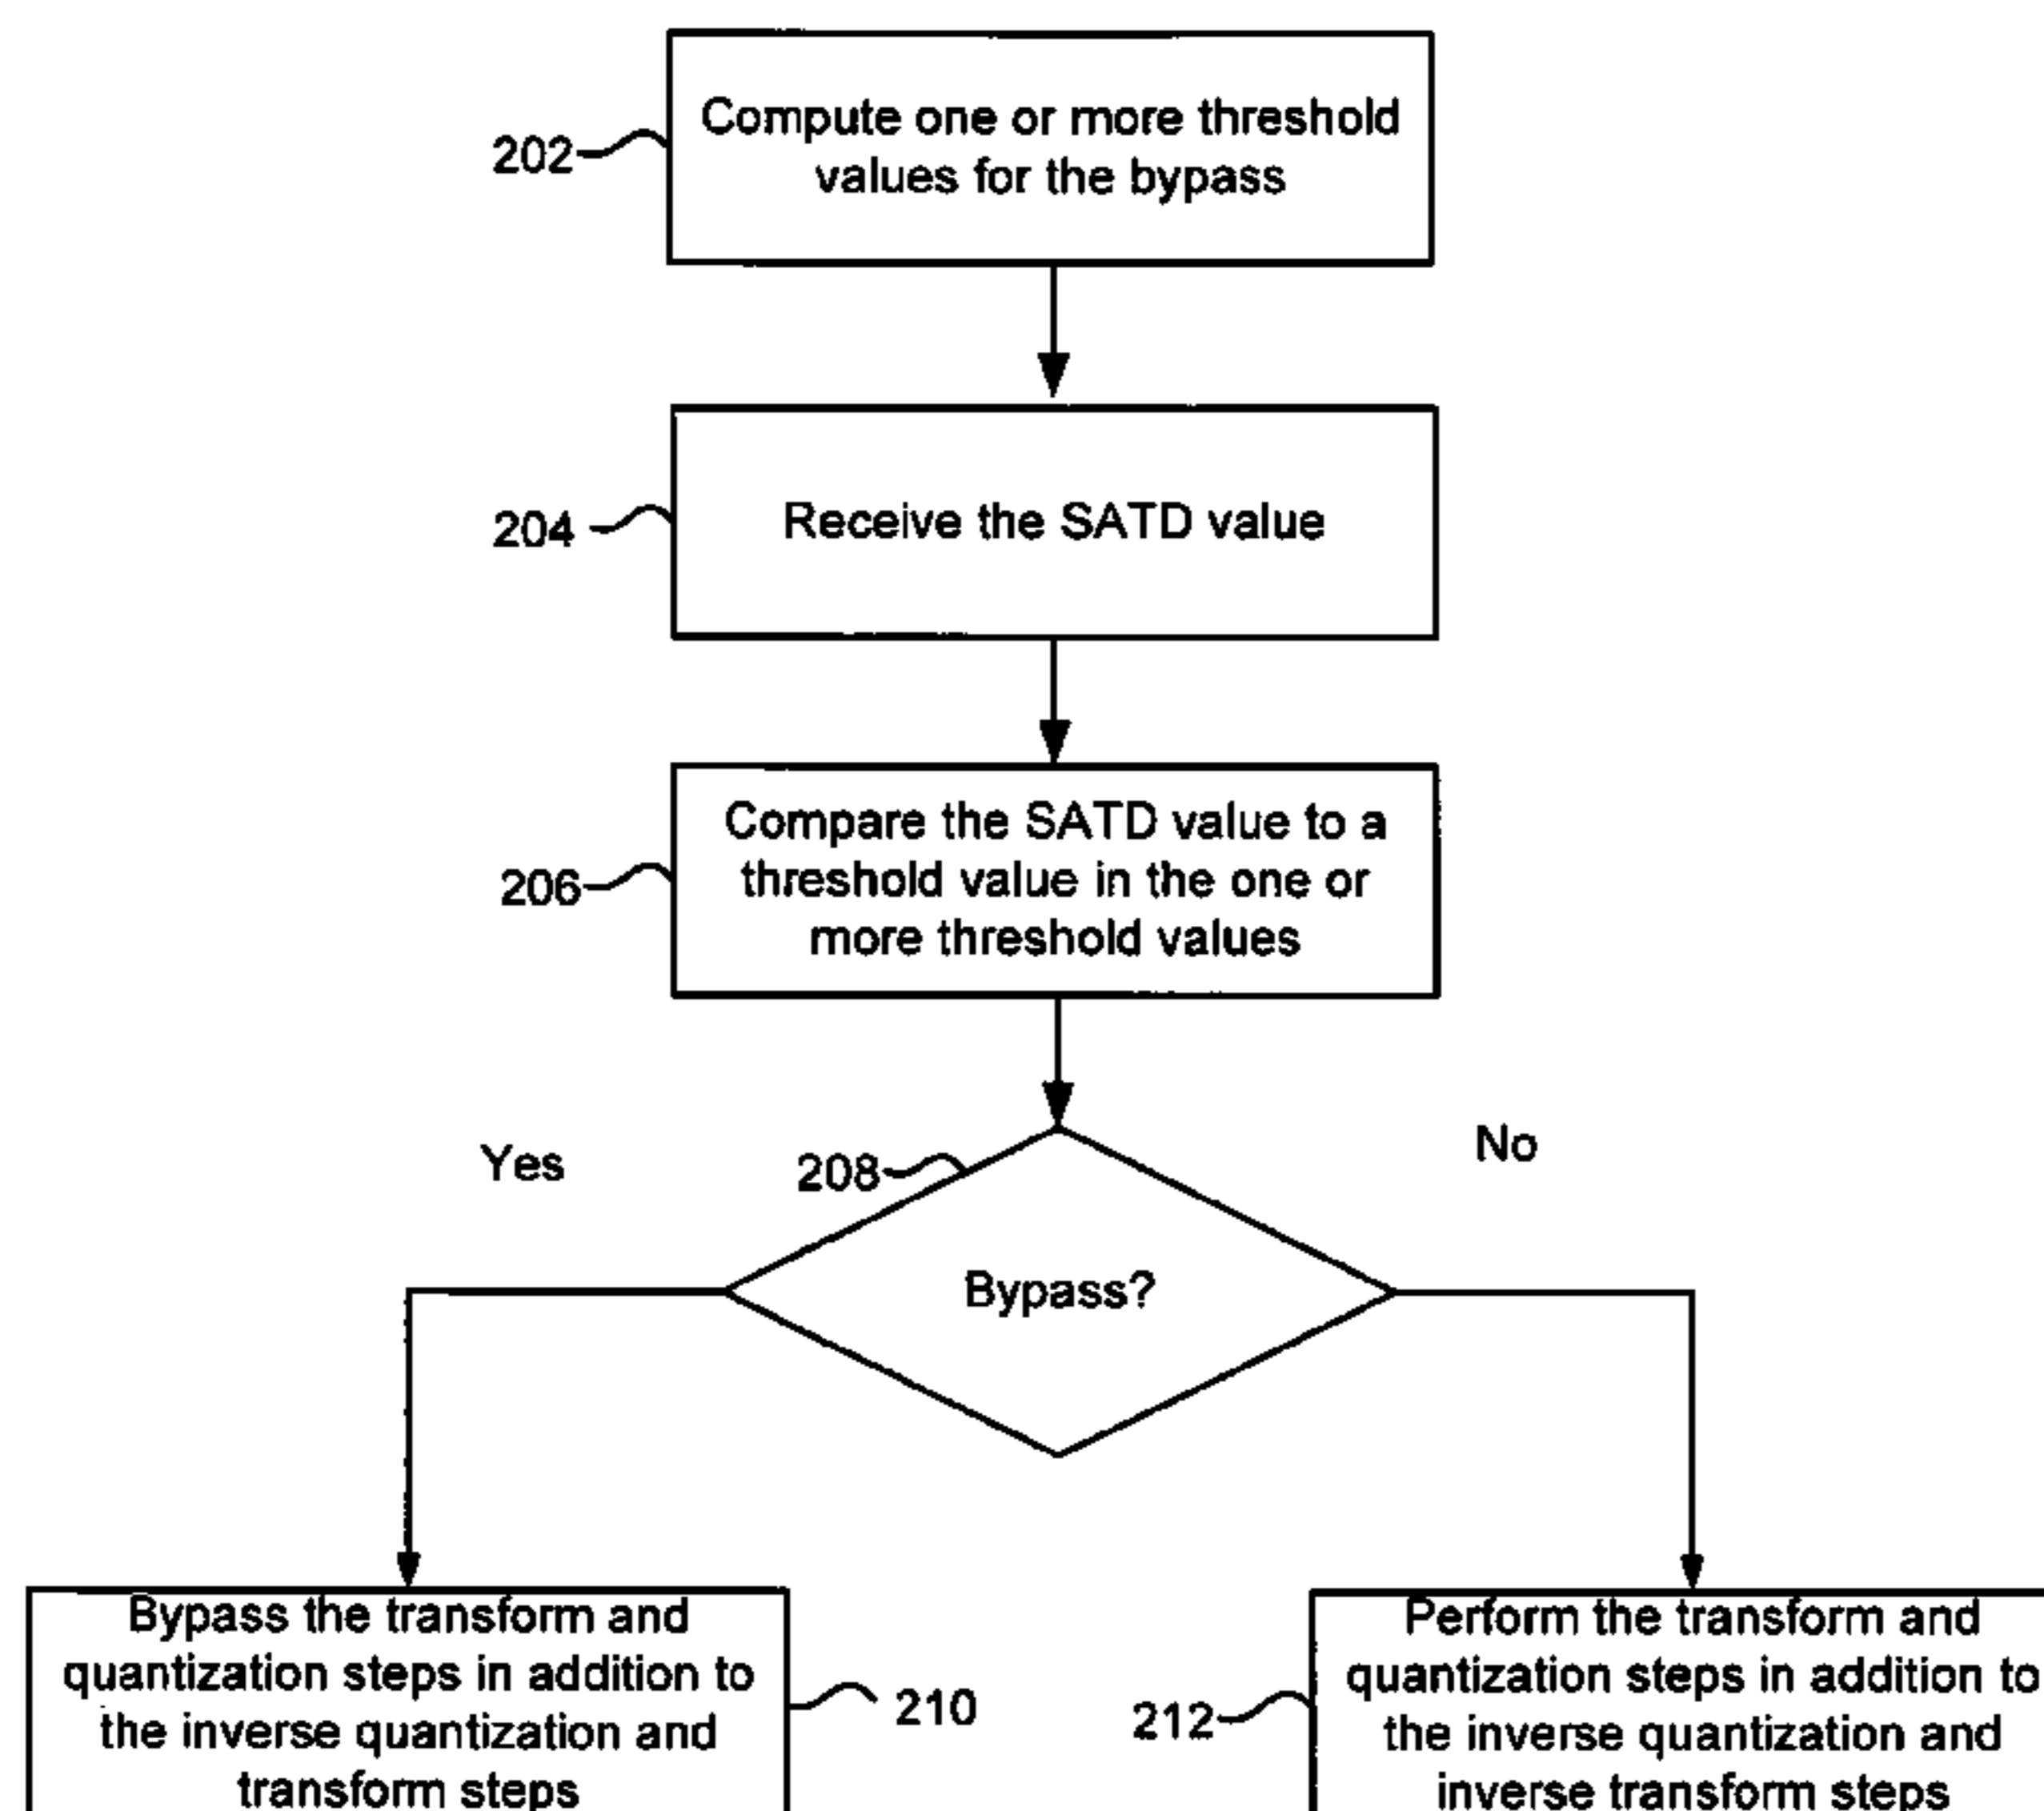 Compute one or more threshold
values for the bypass
202
Receive the SATD value
204
Compare the SATD value to a
threshold value in the one or
more threshold values
206
Yes
208
No
Bypass?
Bypass the transform and
quantization steps in addition to
the inverse quantization and
transform steps
210
212
Perform the transform and
quantization steps in addition to
the inverse quantization and
inverse transform steps